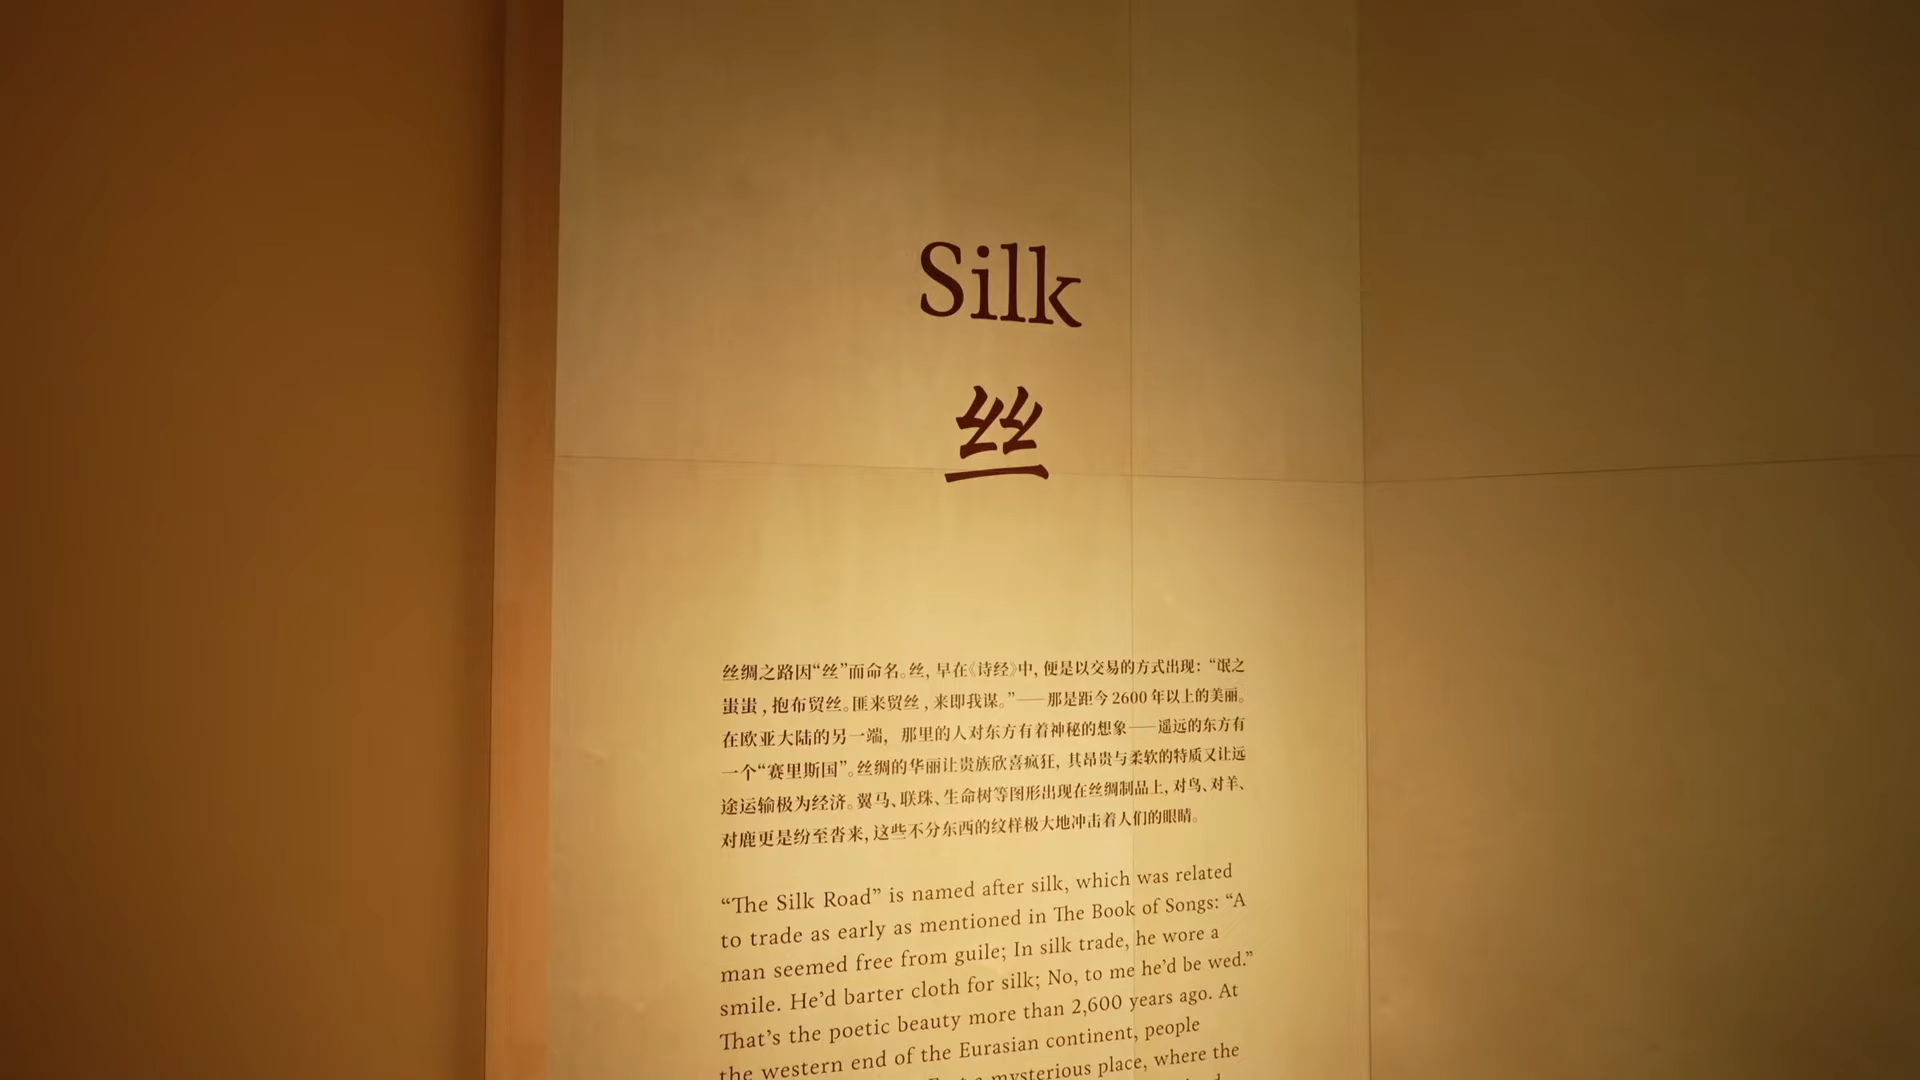 Silk
丝
丝绸之路因“丝”而命名。丝，早在《诗经》中，便是以交易的方式出现：“氓之
蚩蚩，抱布贸丝。匪来贸丝，来即我谋。”——那是距今2600年以上的美丽。
在欧亚大陆的另一端，那里的人对东方有着神秘的想象——遥远的东方有
一个“赛里斯国”。丝绸的华丽让贵族欣喜疯狂，其昂贵与柔软的特质又让远
途运输极为经济。翼马、联珠、生命树等图形出现在丝绸制品上，对鸟、对羊、
对鹿更是纷至沓来，这些不分东西的纹样极大地冲击着人们的眼睛。
“The Silk Road” is named after silk, which was related
to trade as early as mentioned in The Book of Songs: “A
man seemed free from guile; In silk trade, he wore a
smile. He’d barter cloth for silk; No, to me he’d be wed.”
That’s the poetic beauty more than 2,600 years ago. At
the western end of the Eurasian continent, people
a mysterious place, where the